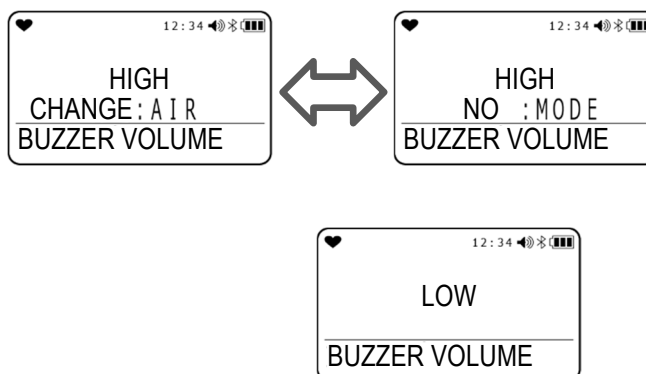 12:34
HIGH
CHANGE:AIR
BUZZER VOLUME
12:34
HIGH
NO :MODE
BUZZER VOLUME
12:34
LOW
BUZZER VOLUME